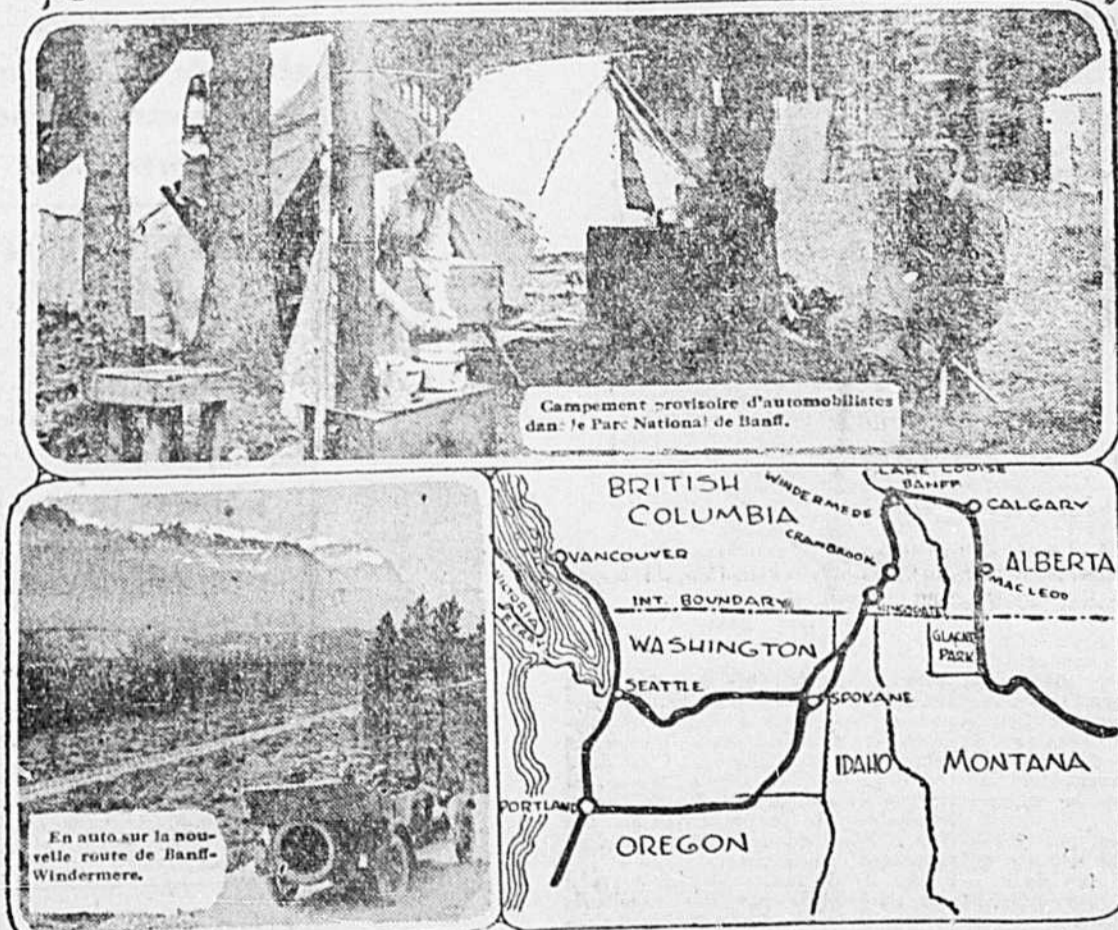 Campement provisoire d'automobilistes
dans le Parc National de Banff.
En auto sur la nou-
velle route de Banff-
Windermere.
BRITISH
COLUMBIA
WINDERMERE
LAKE LOUISE
BANFF
CALGARY
CRANBROOK
VANCOUVER
ALBERTA
MACLEOD
VICTORIA
INT. BOUNDARY
KINGSGATE
GLACIER
PARK
WASHINGTON
SEATTLE
SPOKANE
IDAHO
MONTANA
PORTLAND
OREGON